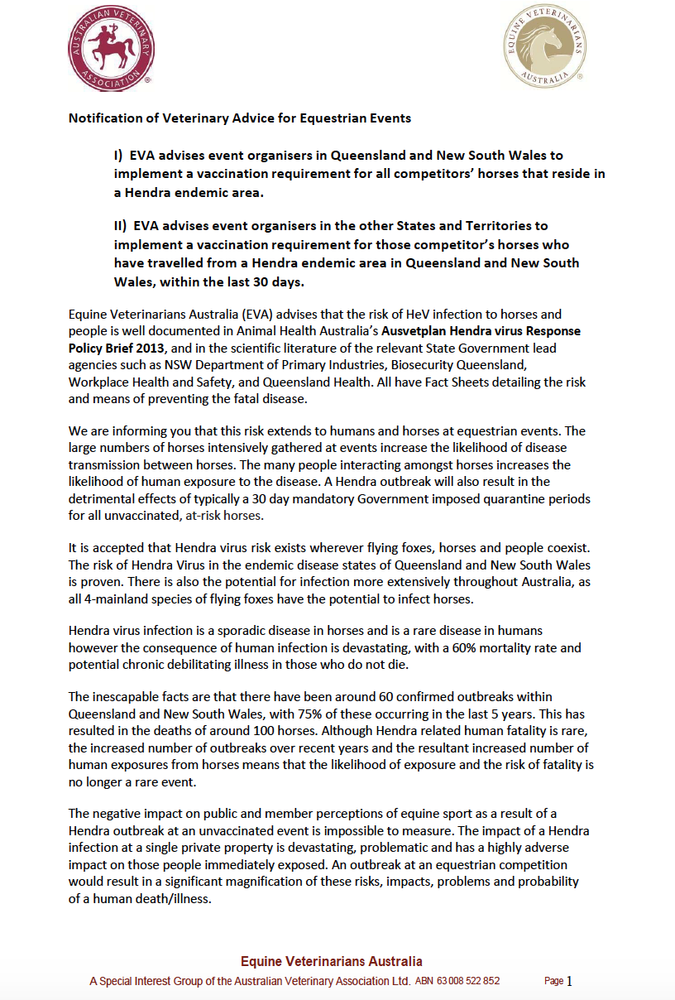 AUSTRALIAN VETERINARY ASSOCIATION ®
EQUINE VETERINARIANS AUSTRALIA ®
Notification of Veterinary Advice for Equestrian Events
I) EVA advises event organisers in Queensland and New South Wales to
implement a vaccination requirement for all competitors’ horses that reside in
a Hendra endemic area.
II) EVA advises event organisers in the other States and Territories to
implement a vaccination requirement for those competitor’s horses who
have travelled from a Hendra endemic area in Queensland and New South
Wales, within the last 30 days.
Equine Veterinarians Australia (EVA) advises that the risk of HeV infection to horses and
people is well documented in Animal Health Australia’s Ausvetplan Hendra virus Response
Policy Brief 2013, and in the scientific literature of the relevant State Government lead
agencies such as NSW Department of Primary Industries, Biosecurity Queensland,
Workplace Health and Safety, and Queensland Health. All have Fact Sheets detailing the risk
and means of preventing the fatal disease.
We are informing you that this risk extends to humans and horses at equestrian events. The
large numbers of horses intensively gathered at events increase the likelihood of disease
transmission between horses. The many people interacting amongst horses increases the
likelihood of human exposure to the disease. A Hendra outbreak will also result in the
detrimental effects of typically a 30 day mandatory Government imposed quarantine periods
for all unvaccinated, at-risk horses.
It is accepted that Hendra virus risk exists wherever flying foxes, horses and people coexist.
The risk of Hendra Virus in the endemic disease states of Queensland and New South Wales
is proven. There is also the potential for infection more extensively throughout Australia, as
all 4-mainland species of flying foxes have the potential to infect horses.
Hendra virus infection is a sporadic disease in horses and is a rare disease in humans
however the consequence of human infection is devastating, with a 60% mortality rate and
potential chronic debilitating illness in those who do not die.
The inescapable facts are that there have been around 60 confirmed outbreaks within
Queensland and New South Wales, with 75% of these occurring in the last 5 years. This has
resulted in the deaths of around 100 horses. Although Hendra related human fatality is rare,
the increased number of outbreaks over recent years and the resultant increased number of
human exposures from horses means that the likelihood of exposure and the risk of fatality is
no longer a rare event.
The negative impact on public and member perceptions of equine sport as a result of a
Hendra outbreak at an unvaccinated event is impossible to measure. The impact of a Hendra
infection at a single private property is devastating, problematic and has a highly adverse
impact on those people immediately exposed. An outbreak at an equestrian competition
would result in a significant magnification of these risks, impacts, problems and probability
of a human death/illness.
Equine Veterinarians Australia
A Special Interest Group of the Australian Veterinary Association Ltd. ABN 63 008 522 852 Page 1